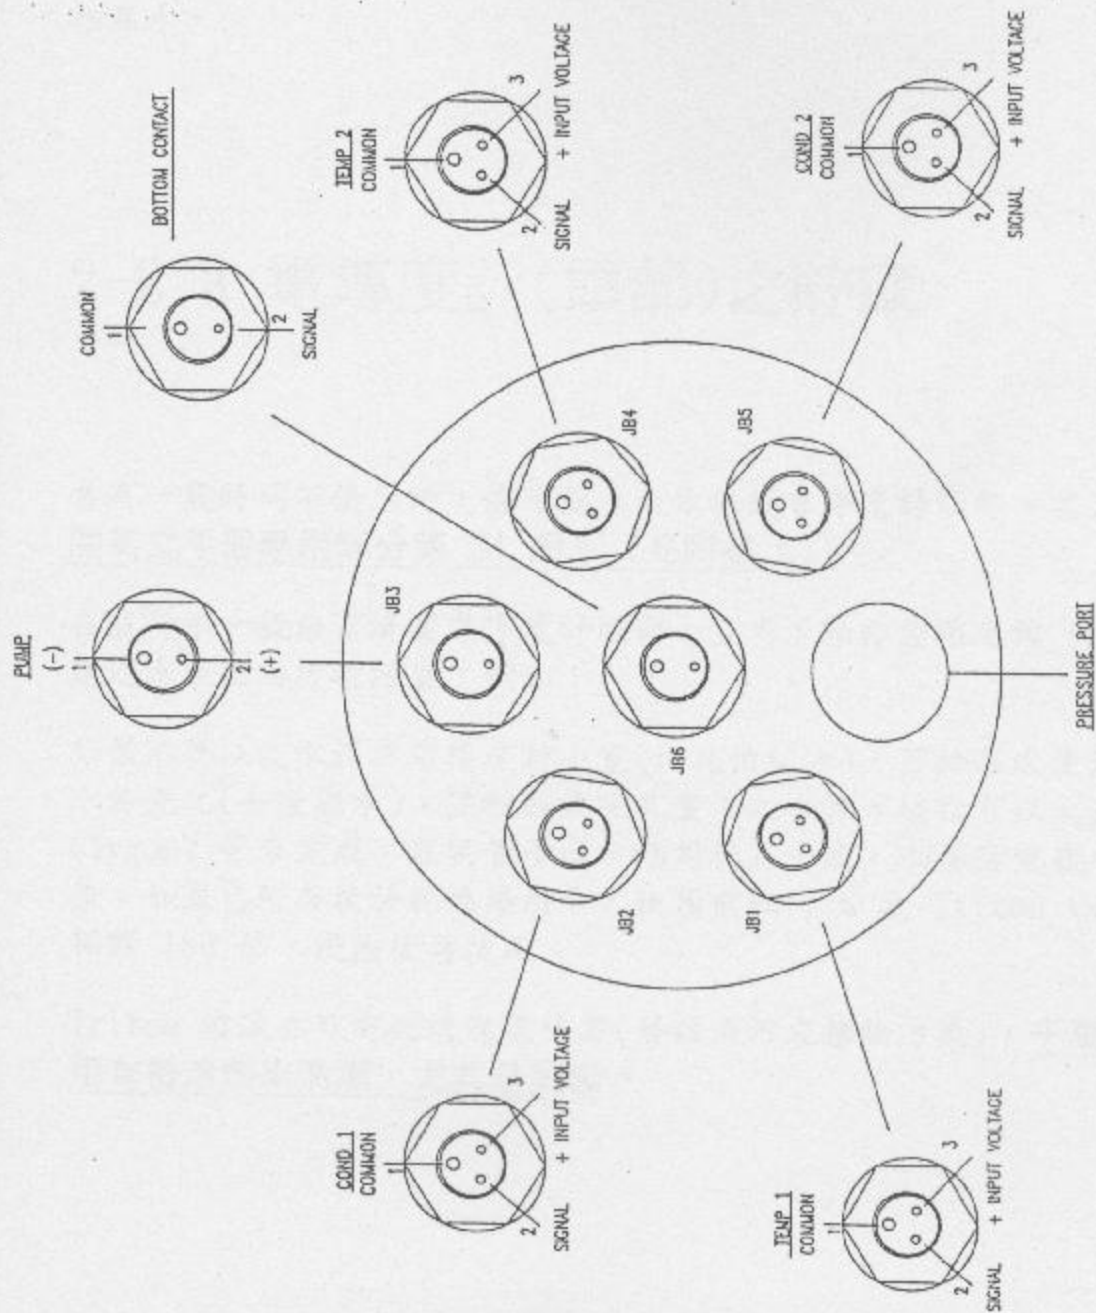 PUMP
(-)
1
2
(+)
BOTTOM CONTACT
COMMON
1
2
SIGNAL
TEMP 2
COMMON
1
2
SIGNAL
3
+ INPUT VOLTAGE
COND 2
COMMON
1
2
SIGNAL
3
+ INPUT VOLTAGE
COND 1
COMMON
1
2
SIGNAL
3
+ INPUT VOLTAGE
TEMP 1
COMMON
1
2
SIGNAL
3
+ INPUT VOLTAGE
JB3
JB4
JB5
JB6
JB2
JB1
PRESSURE PORT